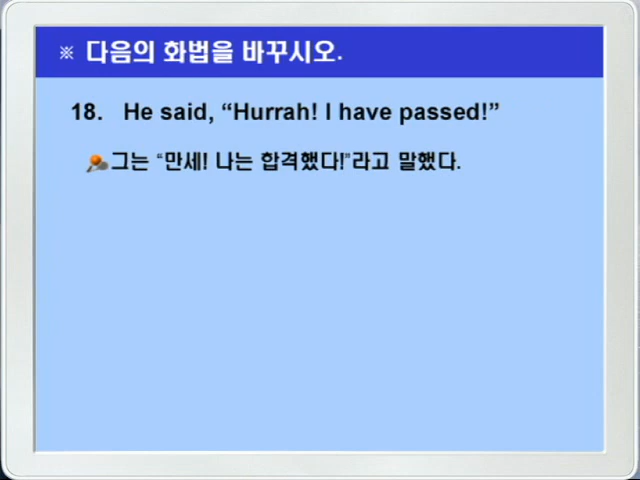 ※ 다음의 화법을 바꾸시오.
18. He said, “Hurrah! I have passed!”
그는 “만세! 나는 합격했다!”라고 말했다.